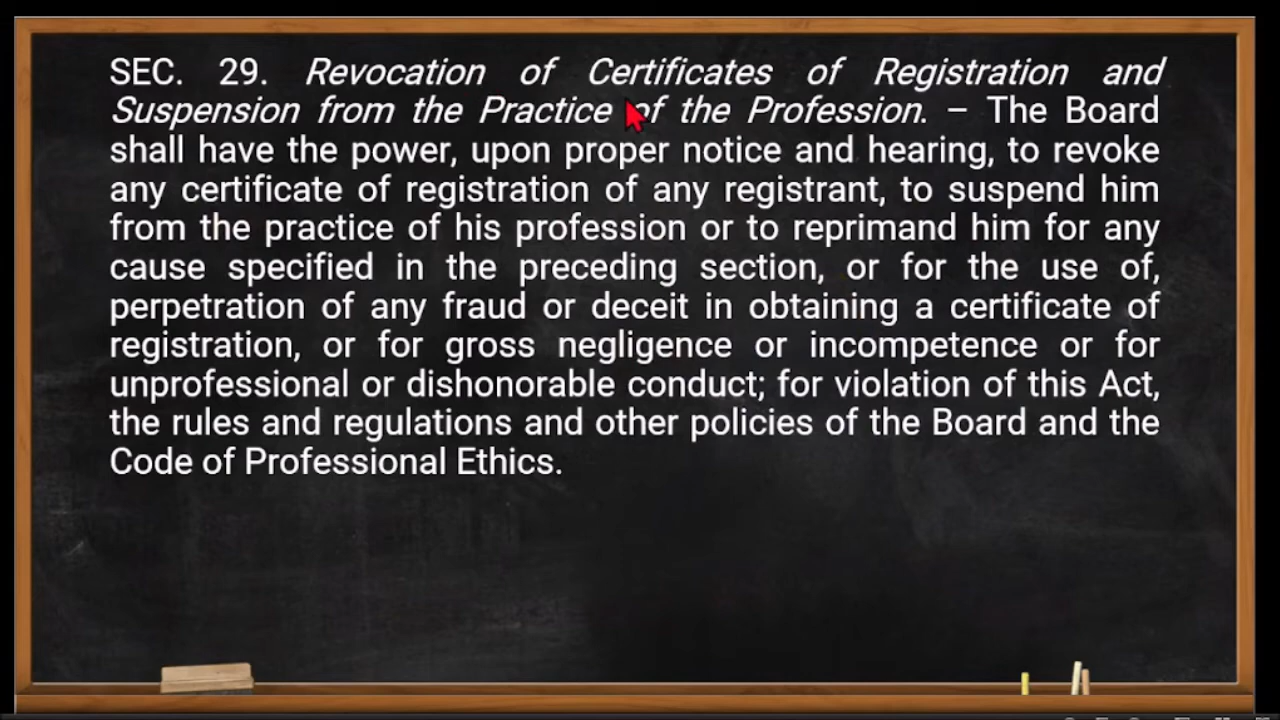 SEC. 29. Revocation of Certificates of Registration and
Suspension from the Practice of the Profession. – The Board
shall have the power, upon proper notice and hearing, to revoke
any certificate of registration of any registrant, to suspend him
from the practice of his profession or to reprimand him for any
cause specified in the preceding section, or for the use of,
perpetration of any fraud or deceit in obtaining a certificate of
registration, or for gross negligence or incompetence or for
unprofessional or dishonorable conduct; for violation of this Act,
the rules and regulations and other policies of the Board and the
Code of Professional Ethics.